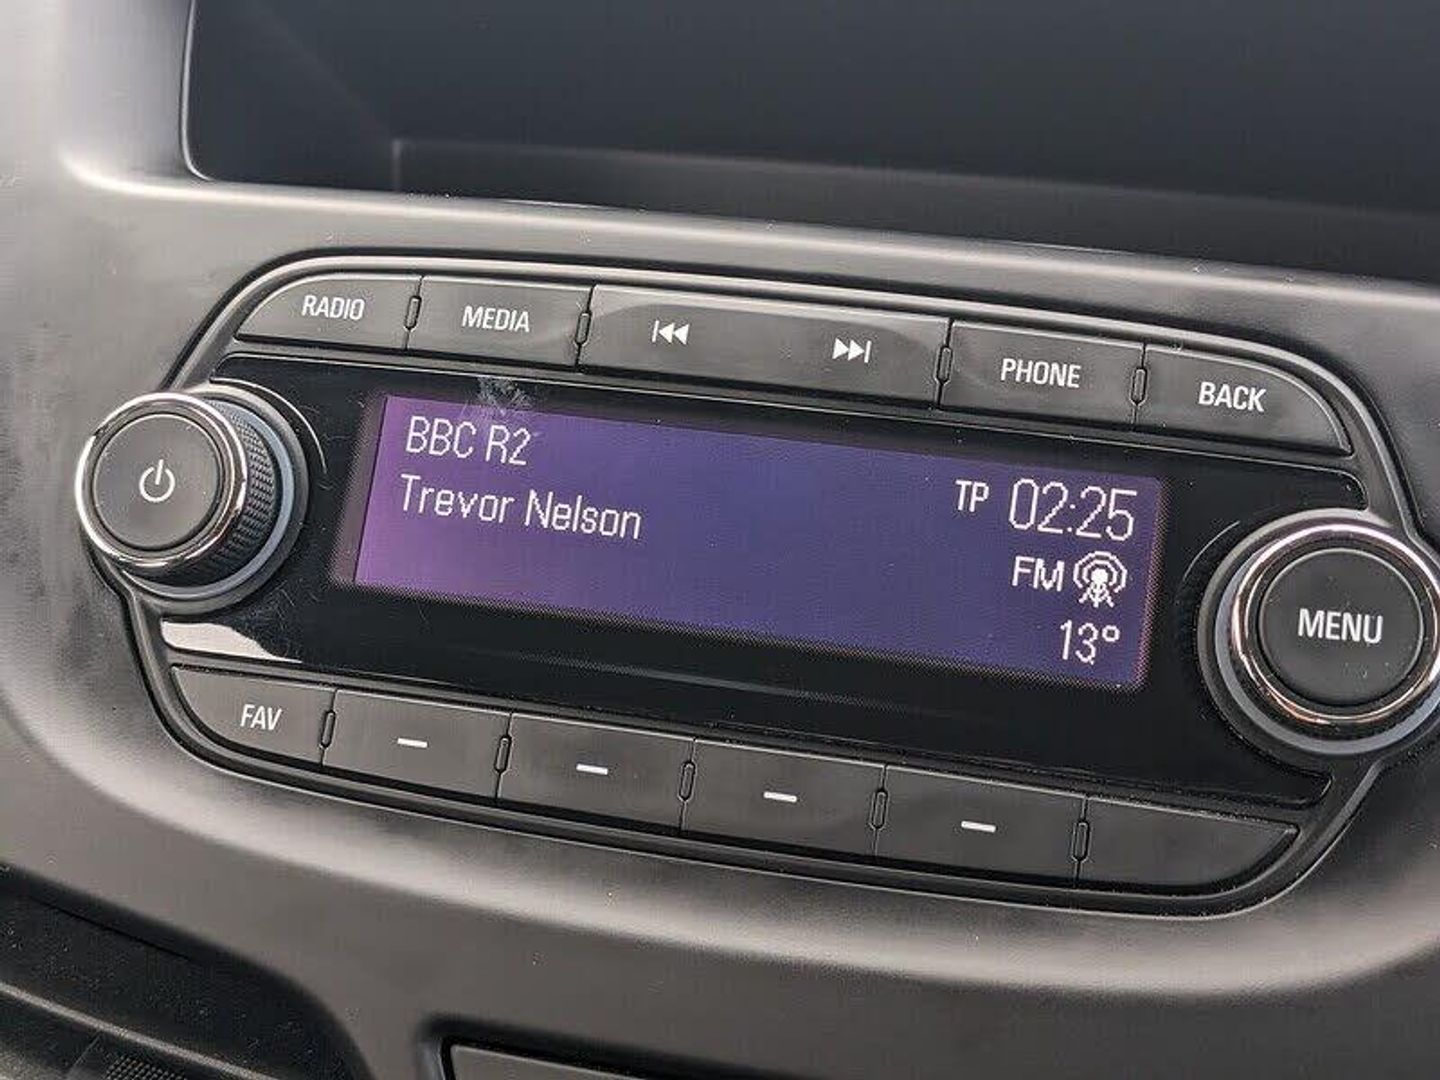 RADIO
MEDIA
PHONE
BACK
BBC R2
Trevor Nelson
TP 02:25
FM
13°
MENU
FAV